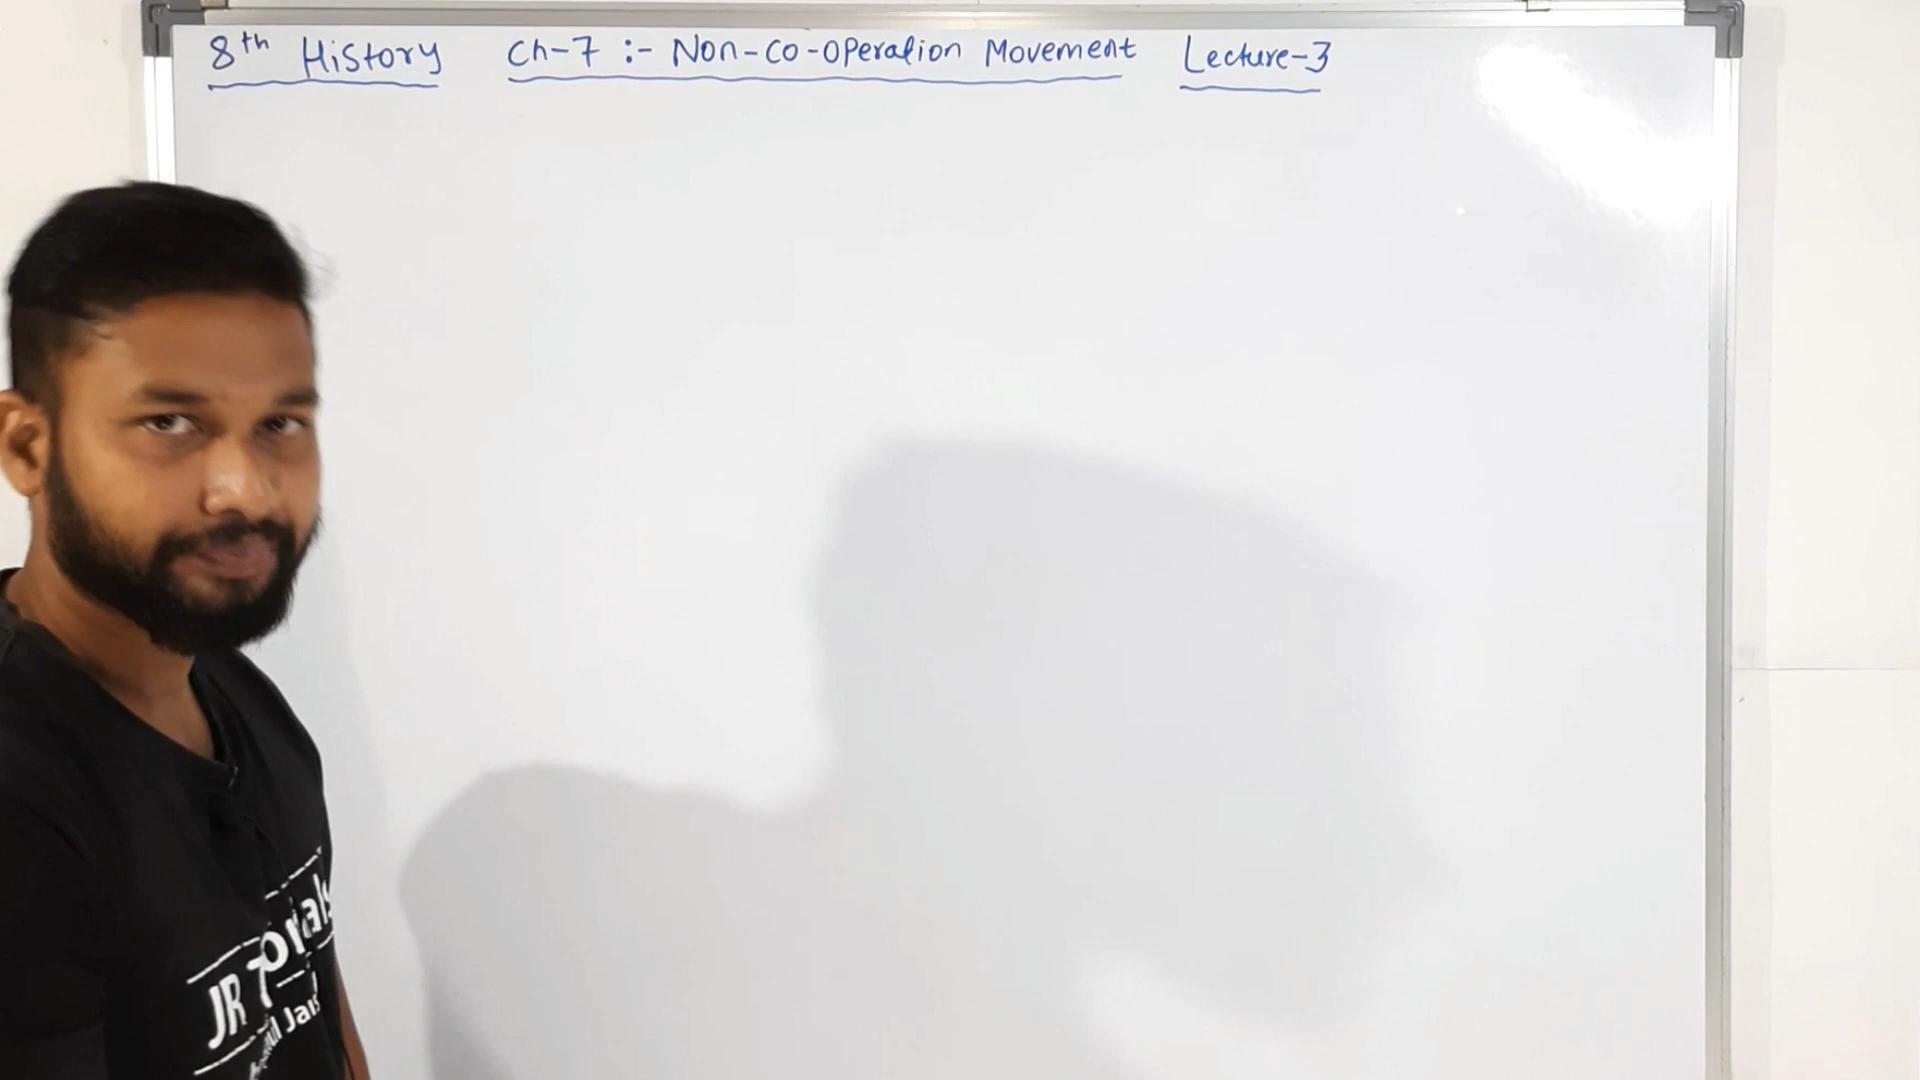 8th History Ch-7 :- Non-co-operation Movement Lecture-3
JR